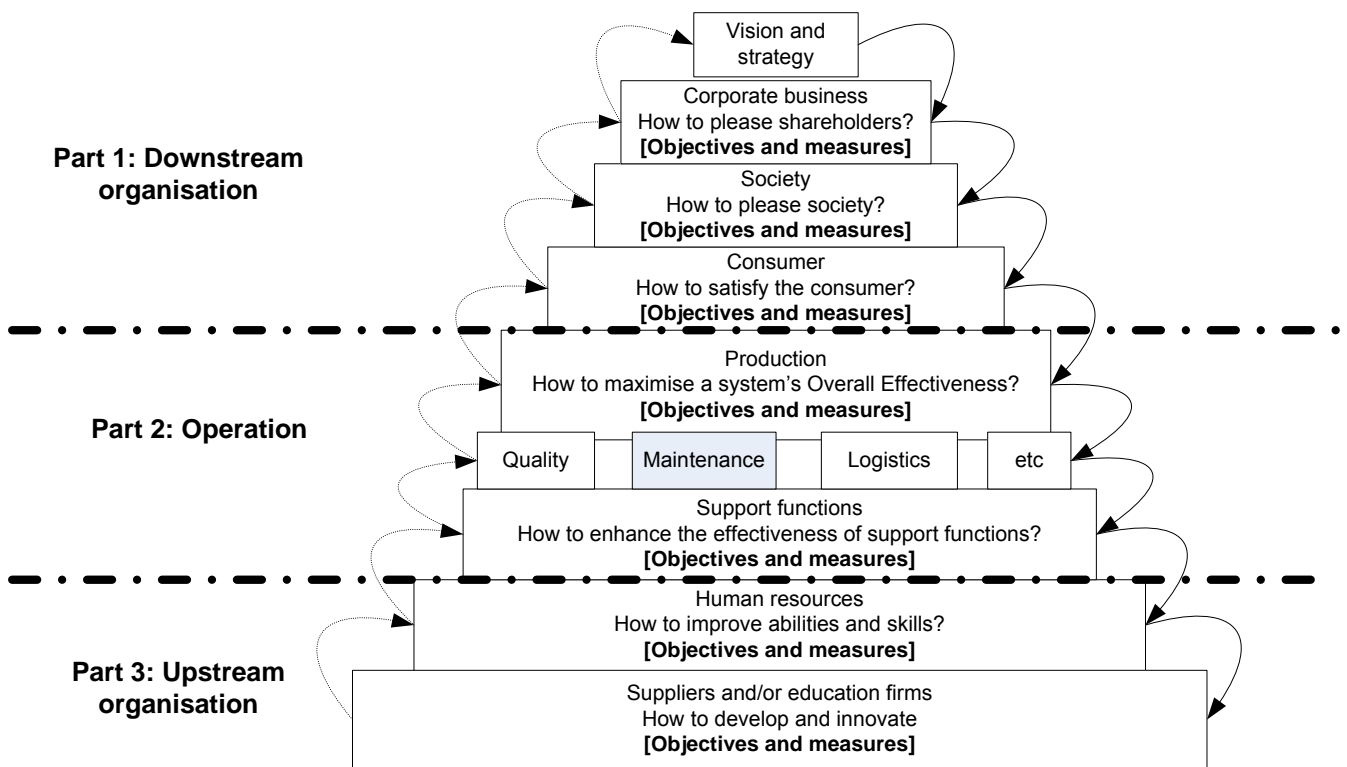 Vision and
strategy
Corporate business
How to please shareholders?
[Objectives and measures]
Part 1: Downstream
organisation
Society
How to please society?
[Objectives and measures]
Consumer
How to satisfy the consumer?
[Objectives and measures]
Production
How to maximise a system's Overall Effectiveness?
[Objectives and measures]
Part 2: Operation
Quality
Maintenance
Logistics
etc
Support functions
How to enhance the effectiveness of support functions?
[Objectives and measures]
Human resources
How to improve abilities and skills?
[Objectives and measures]
Part 3: Upstream
organisation
Suppliers and/or education firms
How to develop and innovate
[Objectives and measures]